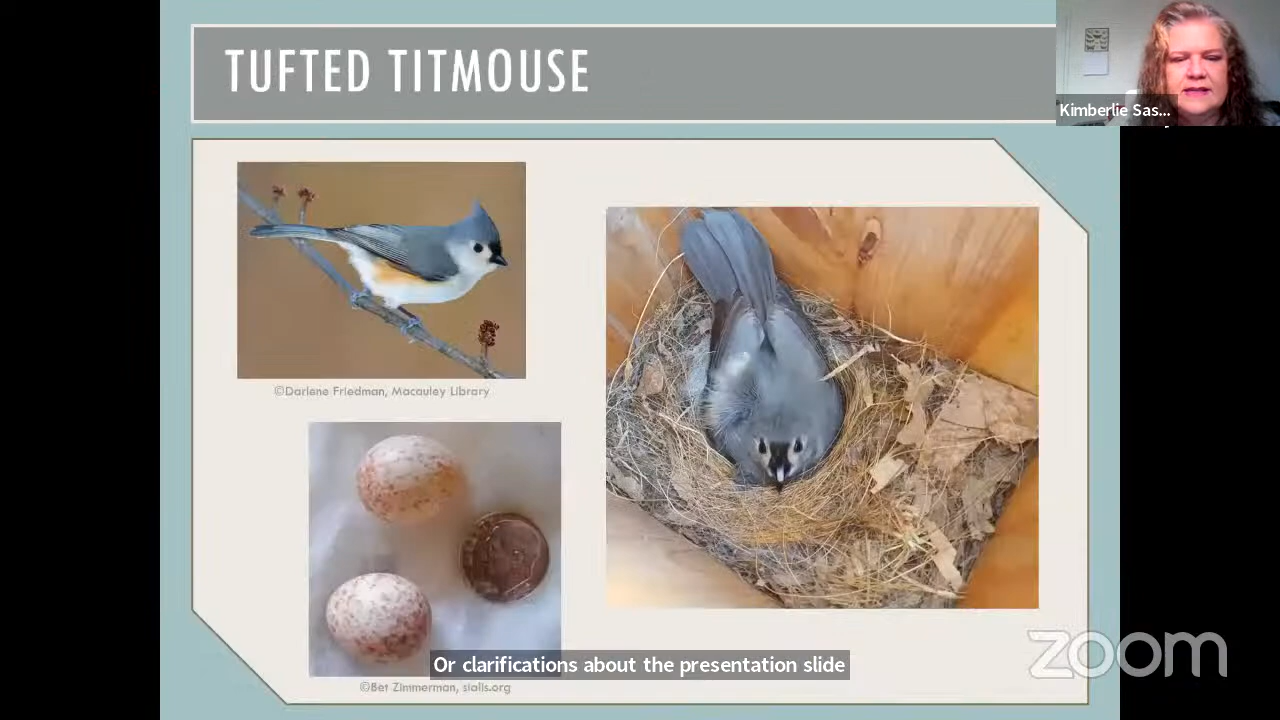 TUFTED TITMOUSE
Kimberlie Sas...
©Darlene Friedman, Macauley Library
Or clarifications about the presentation slide
©Bet Zimmerman, sialis.org
zoom